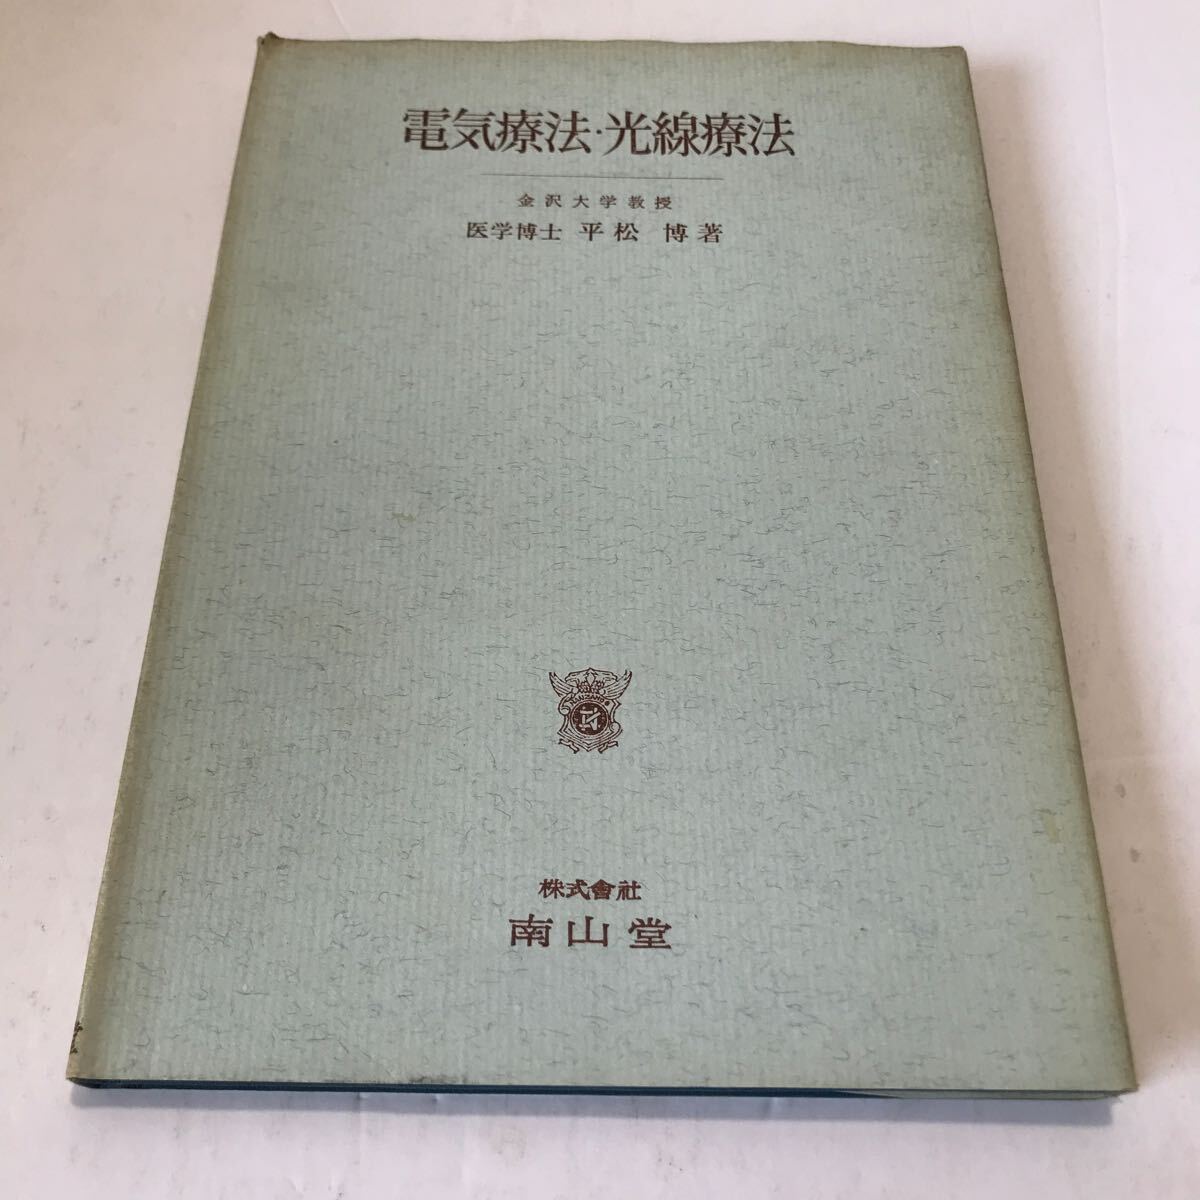 電気療法・光線療法
金沢大学教授
医学博士 平松 博著
株式會社
南山堂